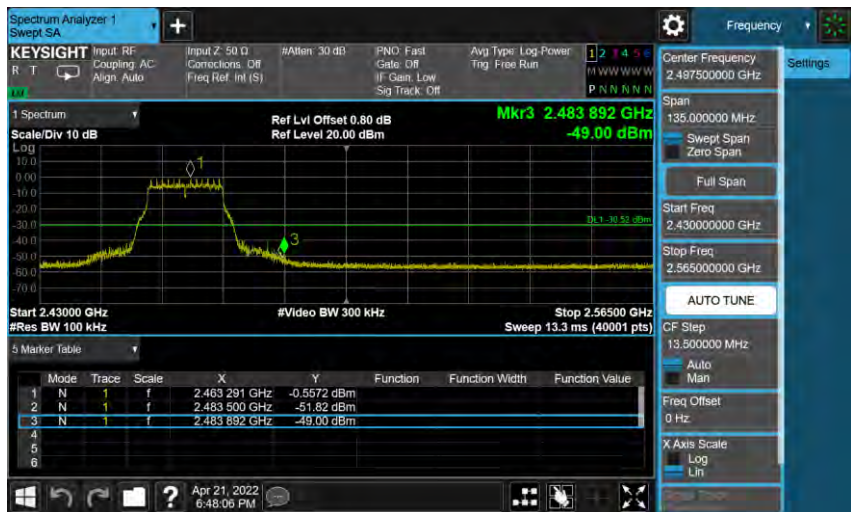 Spectrum Analyzer 1
Swept SA
Frequency
KEYSIGHT
R T
Input: RF
Coupling: AC
Align: Auto
Input Z: 50 Ω
Corrections: Off
Freq Ref: Int (S)
#Atten: 30 dB
PNO: Fast
Gate: Off
IF Gain: Low
Sig Track: Off
Avg Type: Log-Power
Trig: Free Run
1 2 3 4 5 6
M W W W W W
P N N N N N
1 Spectrum
Scale/Div 10 dB
Ref Lvl Offset 0.80 dB
Ref Level 20.00 dBm
Mkr3 2.483 892 GHz
-49.00 dBm
Log
10.0
0.00
-10.0
-20.0
-30.0
-40.0
-50.0
-60.0
-70.0
1
3
DL1 -30.52 dBm
Start 2.43000 GHz
#Res BW 100 kHz
#Video BW 300 kHz
Stop 2.56500 GHz
Sweep 13.3 ms (40001 pts)
5 Marker Table
Mode Trace Scale X Y Function Function Width Function Value
1 N 1 f 2.463 291 GHz -0.5572 dBm
2 N 1 f 2.483 500 GHz -51.82 dBm
3 N 1 f 2.483 892 GHz -49.00 dBm
4
5
6
Apr 21, 2022
6:48:06 PM
Center Frequency
2.497500000 GHz
Settings
Span
135.000000 MHz
Swept Span
Zero Span
Full Span
Start Freq
2.430000000 GHz
Stop Freq
2.565000000 GHz
AUTO TUNE
CF Step
13.500000 MHz
Auto
Man
Freq Offset
0 Hz
X Axis Scale
Log
Lin